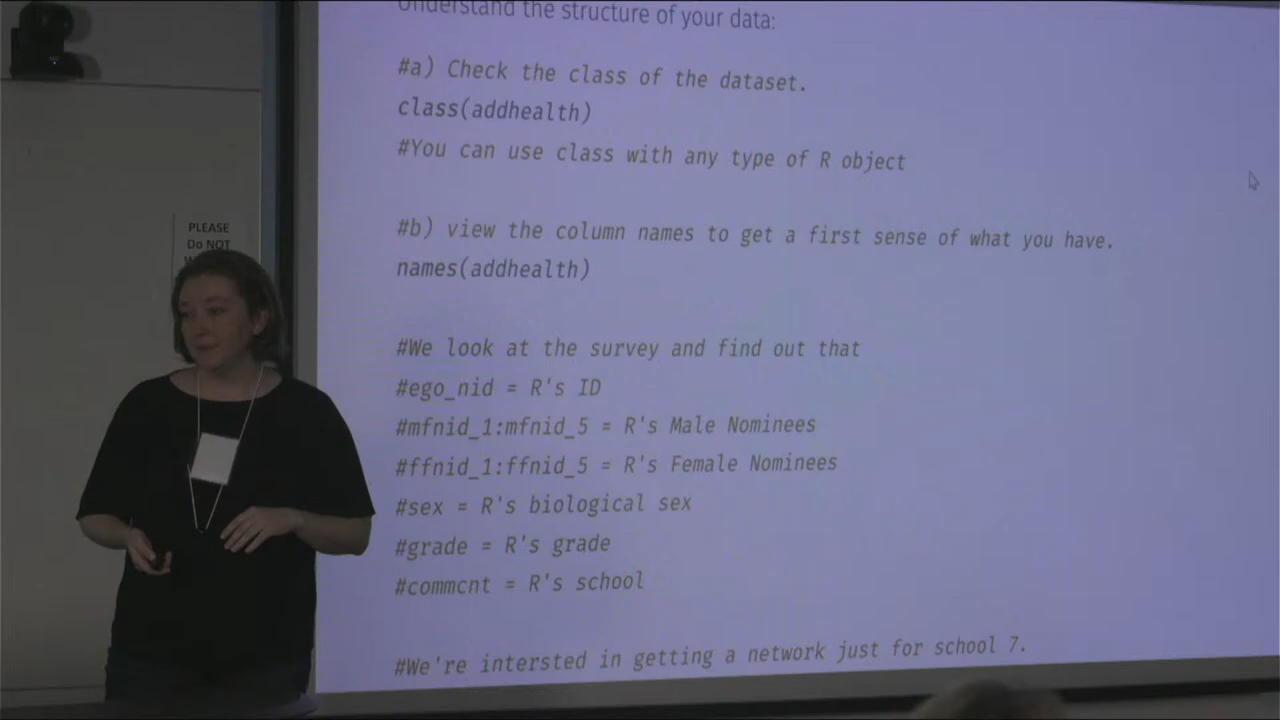 Understand the structure of your data:
#a) Check the class of the dataset.
class(addhealth)
#You can use class with any type of R object
#b) view the column names to get a first sense of what you have.
names(addhealth)
#We look at the survey and find out that
#ego_nid = R's ID
#mfnid_1:mfnid_5 = R's Male Nominees
#ffnid_1:ffnid_5 = R's Female Nominees
#sex = R's biological sex
#grade = R's grade
#commcnt = R's school
#We're intersted in getting a network just for school 7.
PLEASE
Do NOT